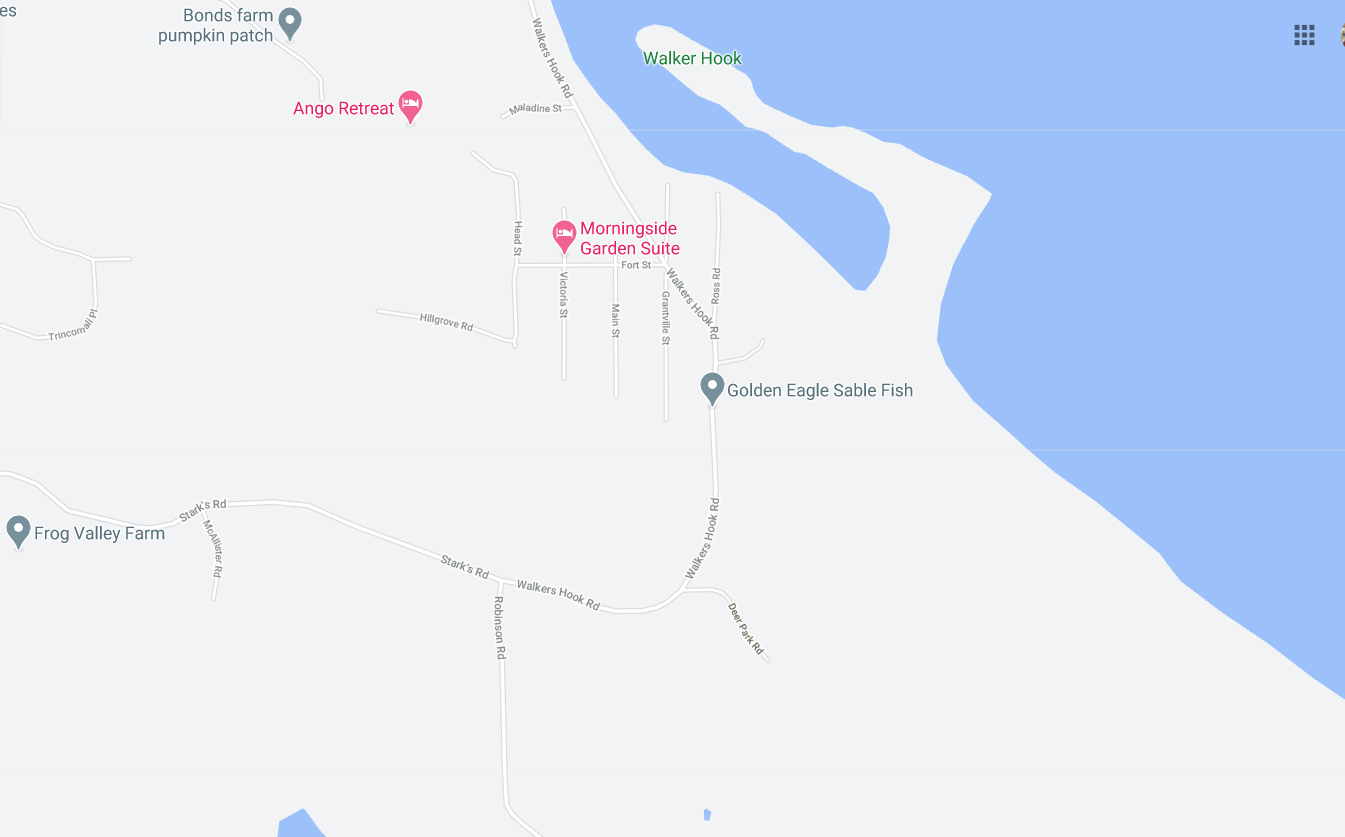 es
Bonds farm
pumpkin patch
Walkers Hook Rd
Walker Hook
Ango Retreat
Maladine St
Head St
Morningside
Garden Suite
Fort St
Victoria St
Main St
Grantville St
Walkers Hook Rd
Ross Rd
Trincomali Pl
Hillgrove Rd
Golden Eagle Sable Fish
Stark's Rd
Frog Valley Farm
McAllister Rd
Stark's Rd
Walkers Hook Rd
Walkers Hook Rd
Robinson Rd
Deer Park Rd